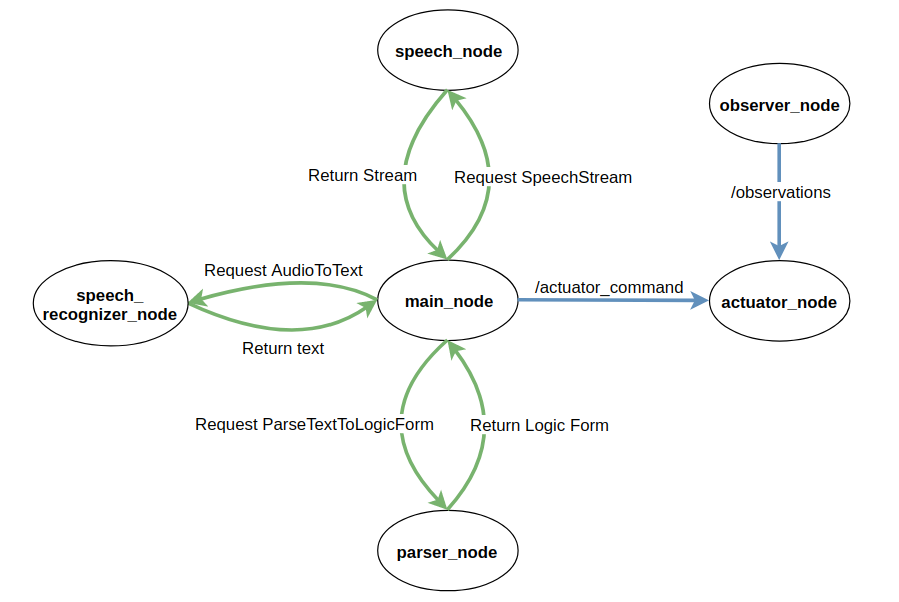 speech_node
observer_node
Return Stream
Request SpeechStream
/observations
Request AudioToText
speech_
recognizer_node
main_node
/actuator_command
actuator_node
Return text
Request ParseTextToLogicForm
Return Logic Form
parser_node